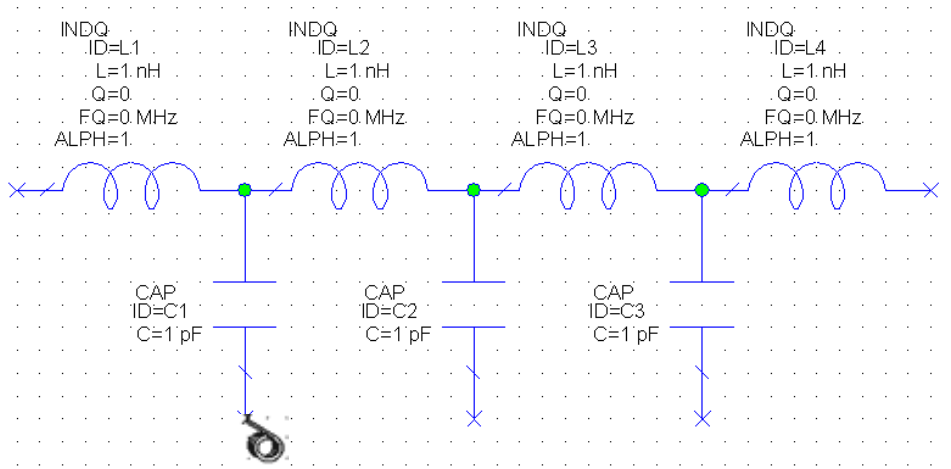 INDQ
ID=L1
L=1 nH
Q=0
FQ=0 MHz
ALPH=1
INDQ
ID=L2
L=1 nH
Q=0
FQ=0 MHz
ALPH=1
INDQ
ID=L3
L=1 nH
Q=0
FQ=0 MHz
ALPH=1
INDQ
ID=L4
L=1 nH
Q=0
FQ=0 MHz
ALPH=1
CAP
ID=C1
C=1 pF
CAP
ID=C2
C=1 pF
CAP
ID=C3
C=1 pF